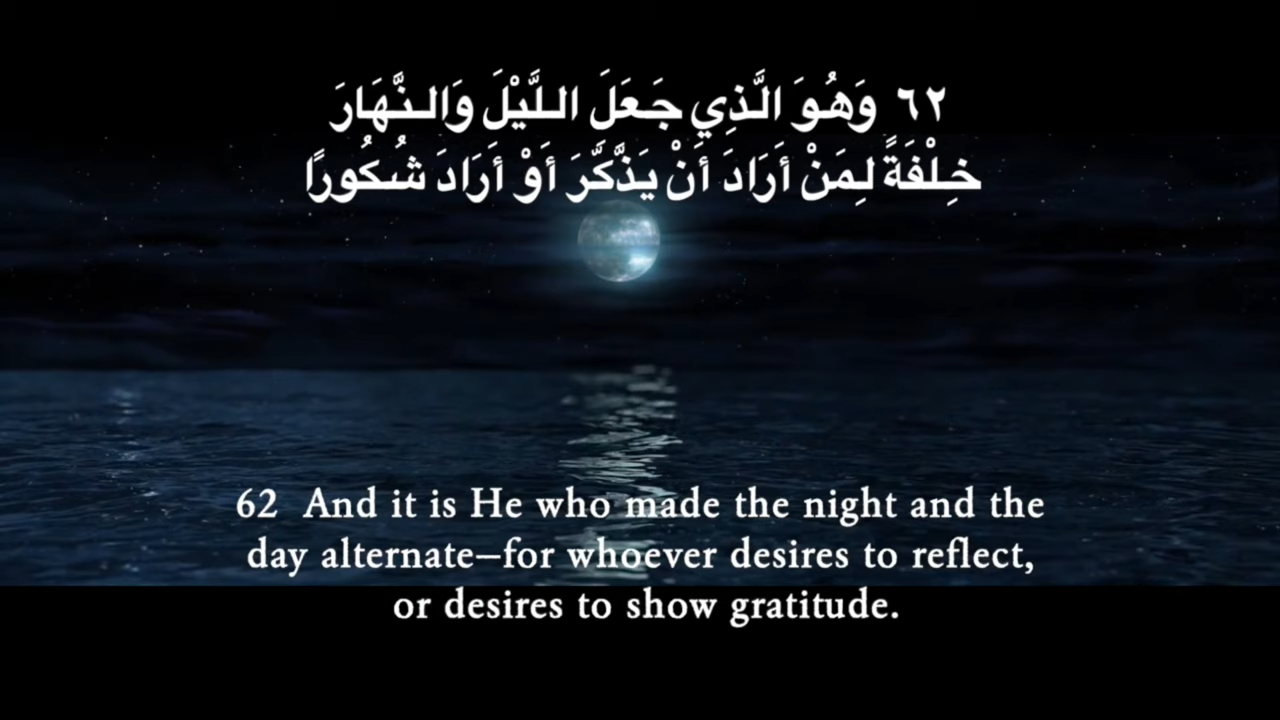 ٦٢ وَهُوَ الَّذِي جَعَلَ اللَّيْلَ وَالنَّهَارَ
خِلْفَةً لِمَنْ أَرَادَ أَنْ يَذَّكَّرَ أَوْ أَرَادَ شُكُورًا
62 And it is He who made the night and the
day alternate—for whoever desires to reflect,
or desires to show gratitude.